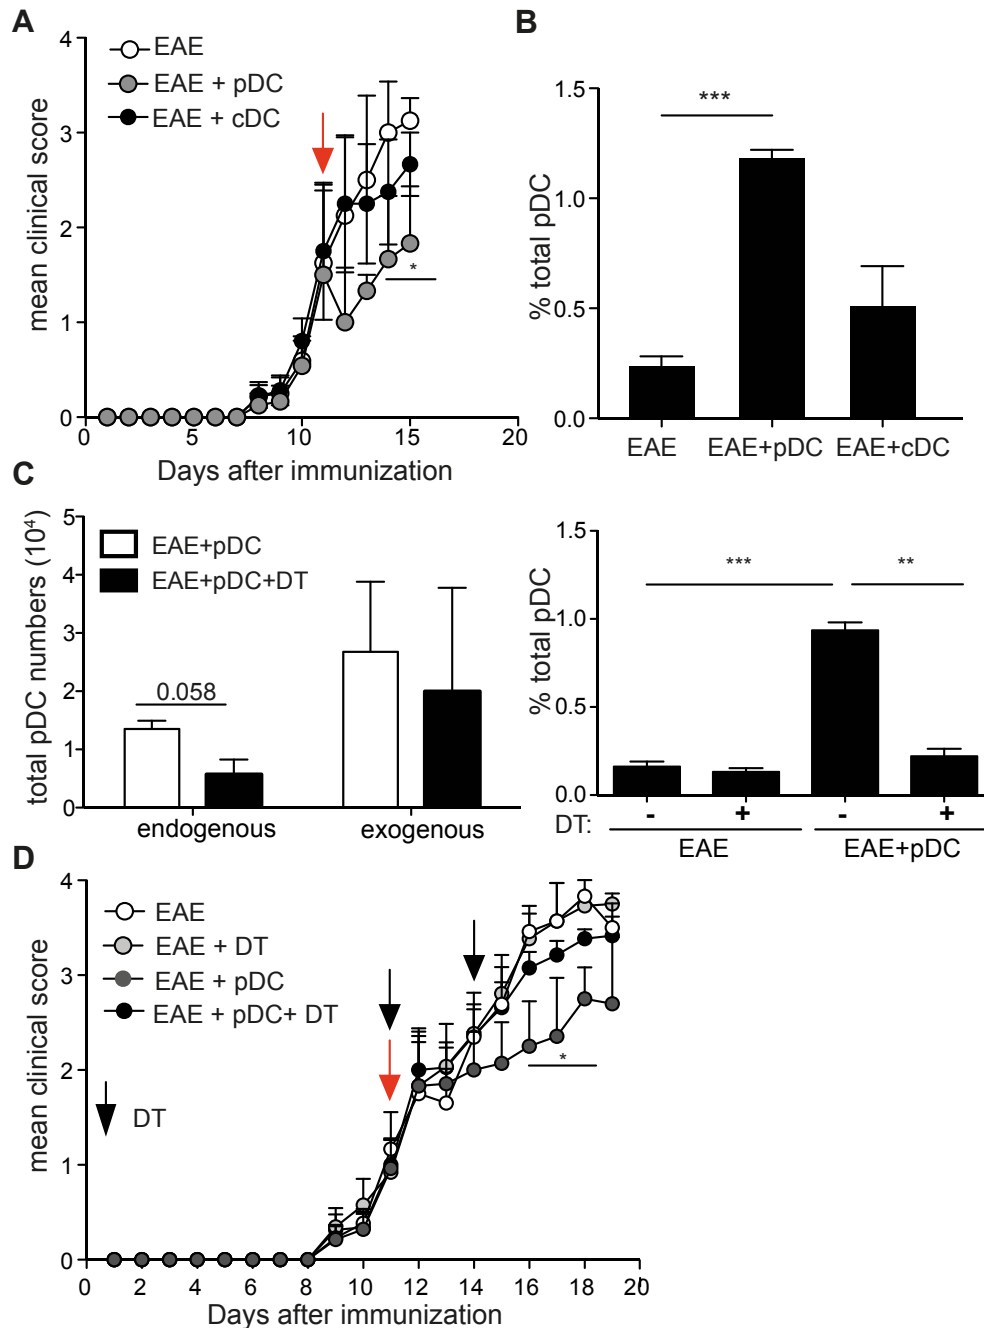 A
4
3
2
1
0
mean clinical score
EAE
EAE + pDC
EAE + cDC
*
0
5
10
15
20
Days after immunization
B
1.5
1.0
0.5
0.0
% total pDC
***
EAE
EAE+pDC
EAE+cDC
C
5
4
3
2
1
0
total pDC numbers (10⁴)
EAE+pDC
EAE+pDC+DT
0.058
endogenous
exogenous
1.5
1.0
0.5
0.0
% total pDC
***
**
DT:
-
+
-
+
EAE
EAE+pDC
D
4
3
2
1
0
mean clinical score
EAE
EAE + DT
EAE + pDC
EAE + pDC+ DT
DT
*
0
2
4
6
8
10
12
14
16
18
20
Days after immunization